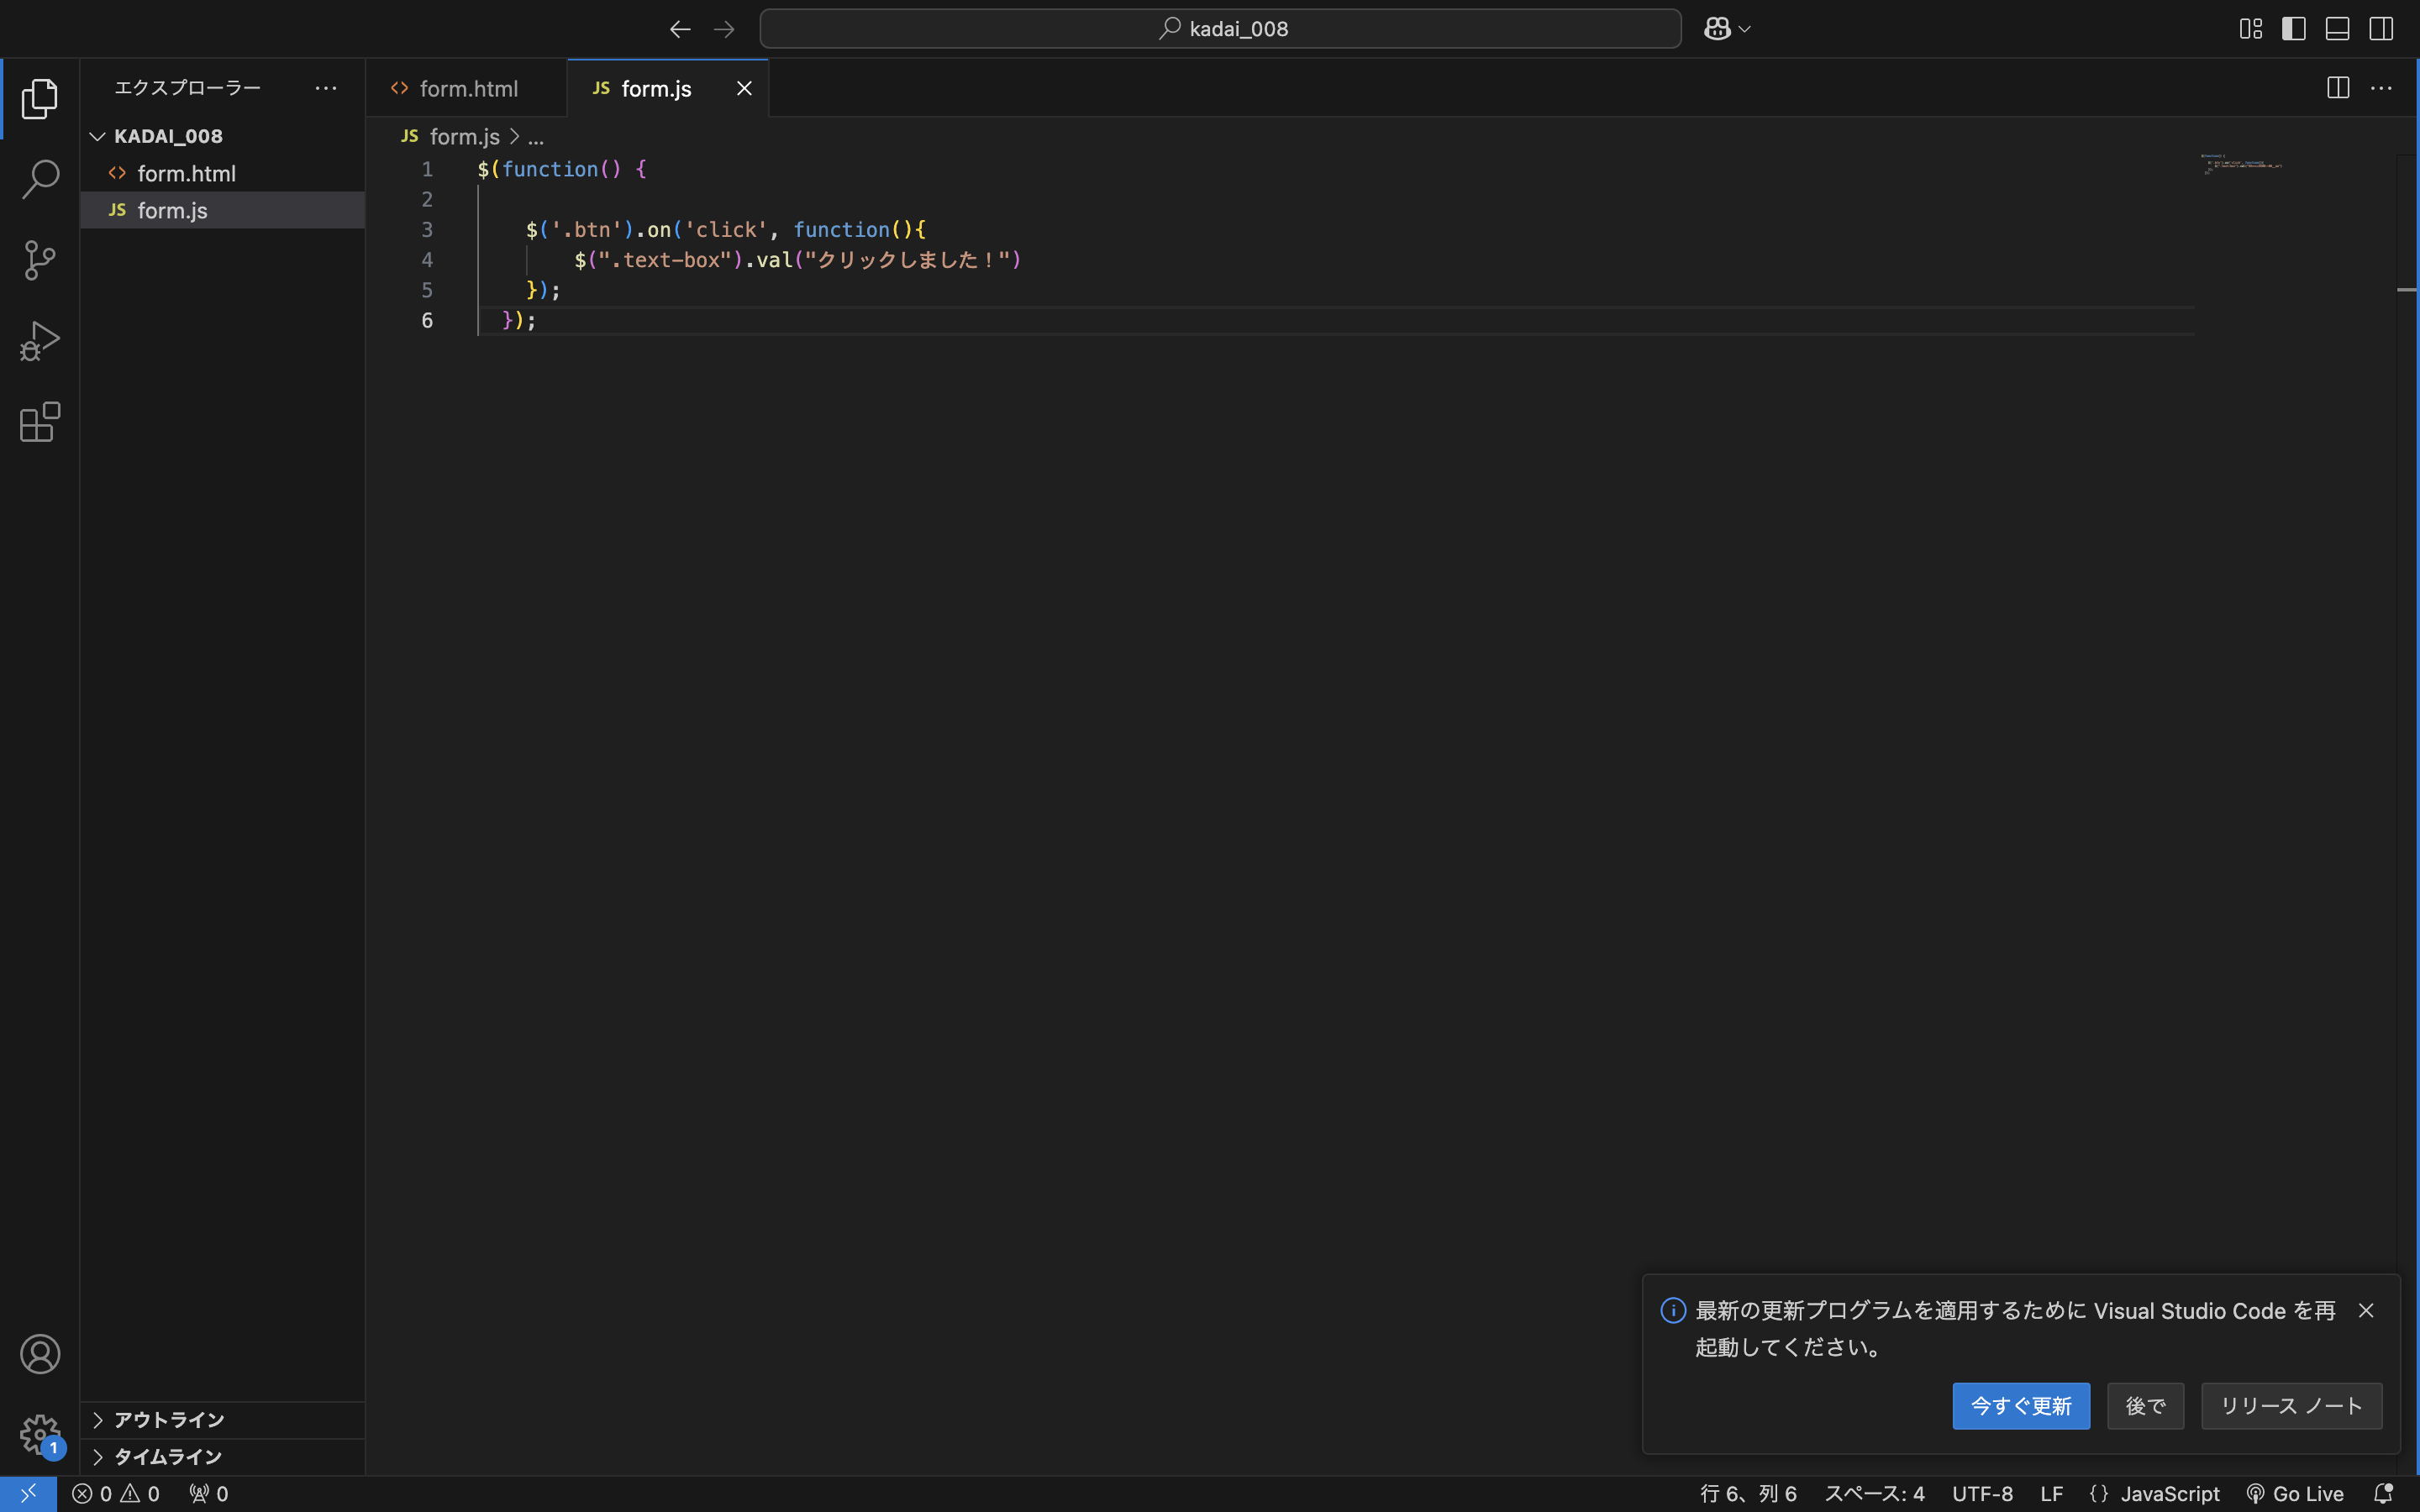 kadai_008
エクスプローラー
form.html
JS form.js
KADAI_008
form.html
JS form.js
JS form.js > ...
1 $(function() {
2
3 $('.btn').on('click', function(){
4 $(".text-box").val("クリックしました！")
5 });
6 });
最新の更新プログラムを適用するために Visual Studio Code を再
起動してください。
今すぐ更新 後で リリース ノート
アウトライン
タイムライン
1
0 0 0
行 6、列 6 スペース: 4 UTF-8 LF {} JavaScript Go Live